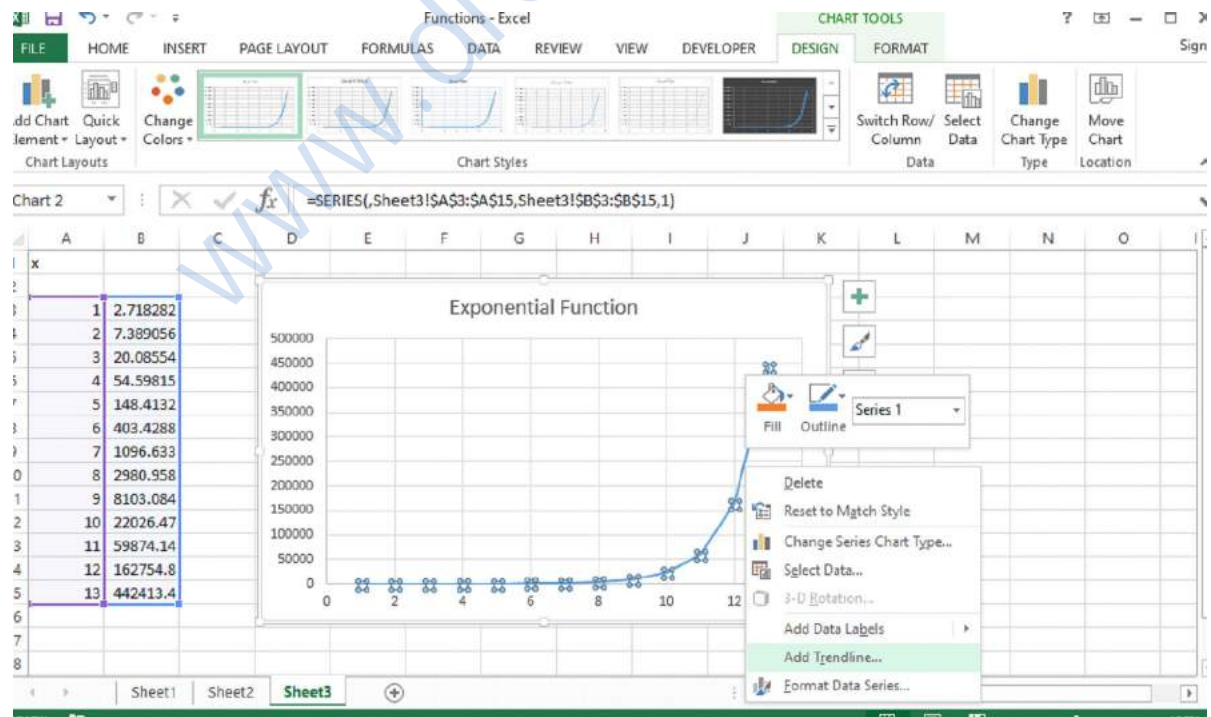 Functions - Excel
CHART TOOLS
?
FILE HOME INSERT PAGE LAYOUT FORMULAS DATA REVIEW VIEW DEVELOPER DESIGN FORMAT
Sign
dd Chart Quick Change Switch Row/ Select Change Move
lement Layout Colors Column Data Chart Type Chart
Chart Layouts Chart Styles Data Type Location
Chart 2 fx =SERIES(,Sheet3!$A$3:$A$15,Sheet3!$B$3:$B$15,1)
A B C D E F G H I J K L M N O
x
1 2.718282
2 7.389056
3 20.08554
4 54.59815
5 148.4132
6 403.4288
7 1096.633
8 2980.958
9 8103.084
10 22026.47
11 59874.14
12 162754.8
13 442413.4
Exponential Function
500000
450000
400000
350000
300000
250000
200000
150000
100000
50000
0
0 2 4 6 8 10 12
Fill Outline Series 1
Delete
Reset to Match Style
Change Series Chart Type...
Select Data...
3-D Rotation...
Add Data Labels
Add Trendline...
Format Data Series...
Sheet1 Sheet2 Sheet3